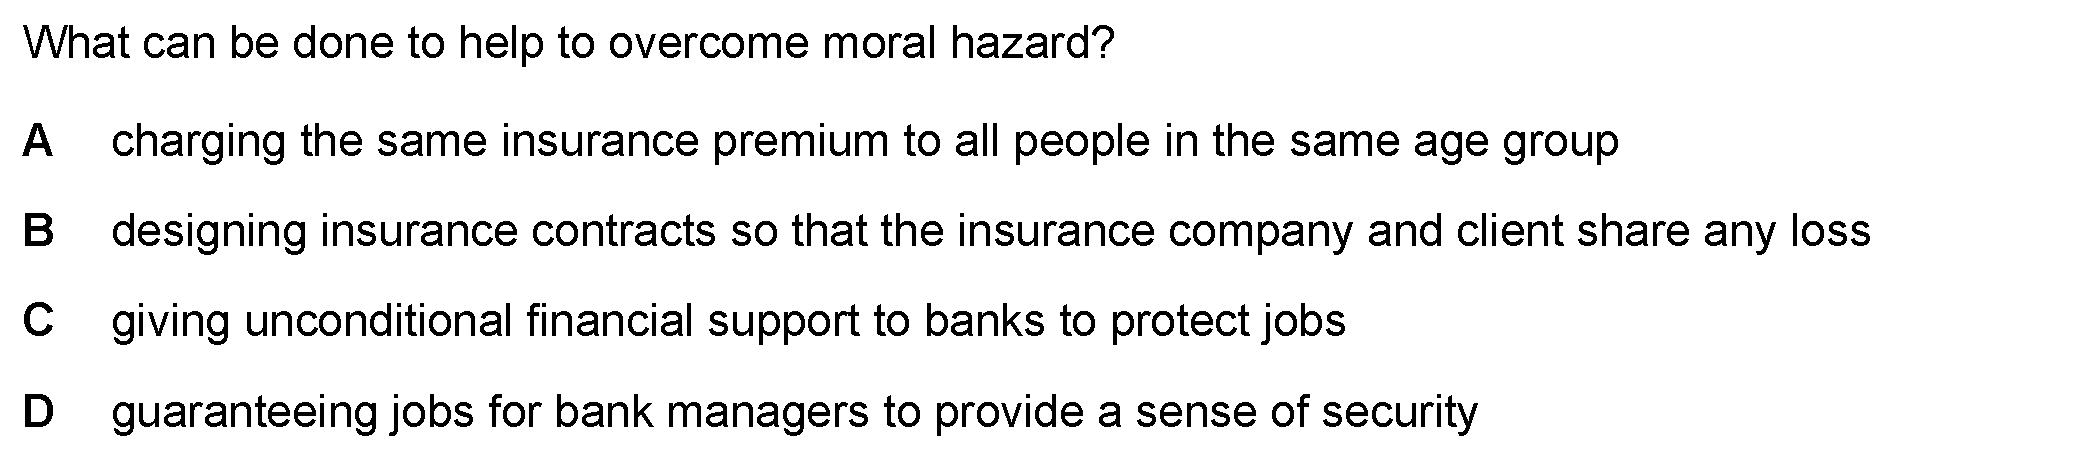 What can be done to help to overcome moral hazard?
A charging the same insurance premium to all people in the same age group
B designing insurance contracts so that the insurance company and client share any loss
C giving unconditional financial support to banks to protect jobs
D guaranteeing jobs for bank managers to provide a sense of security